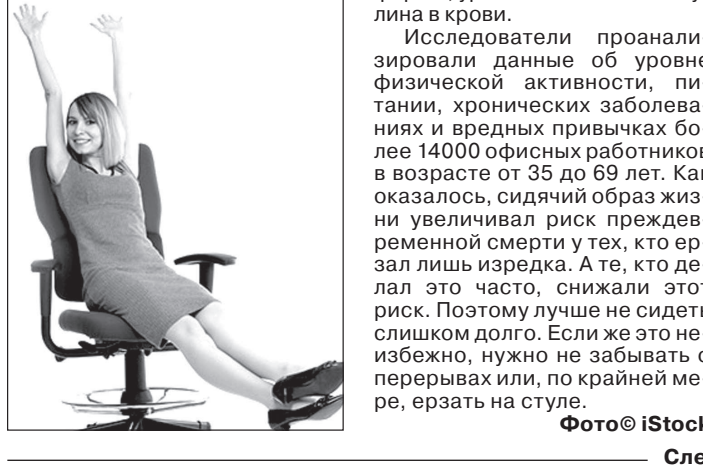 лина в крови.
Исследователи проанали-
зировали данные об уровне
физической активности, пи-
тании, хронических заболева-
ниях и вредных привычках бо-
лее 14000 офисных работников
в возрасте от 35 до 69 лет. Как
оказалось, сидячий образ жиз-
ни увеличивал риск преждев-
ременной смерти у тех, кто ер-
зал лишь изредка. А те, кто де-
лал это часто, снижали этот
риск. Поэтому лучше не сидеть
слишком долго. Если же это не-
избежно, нужно не забывать о
перерывах или, по крайней ме-
ре, ерзать на стуле.
Фото© iStock